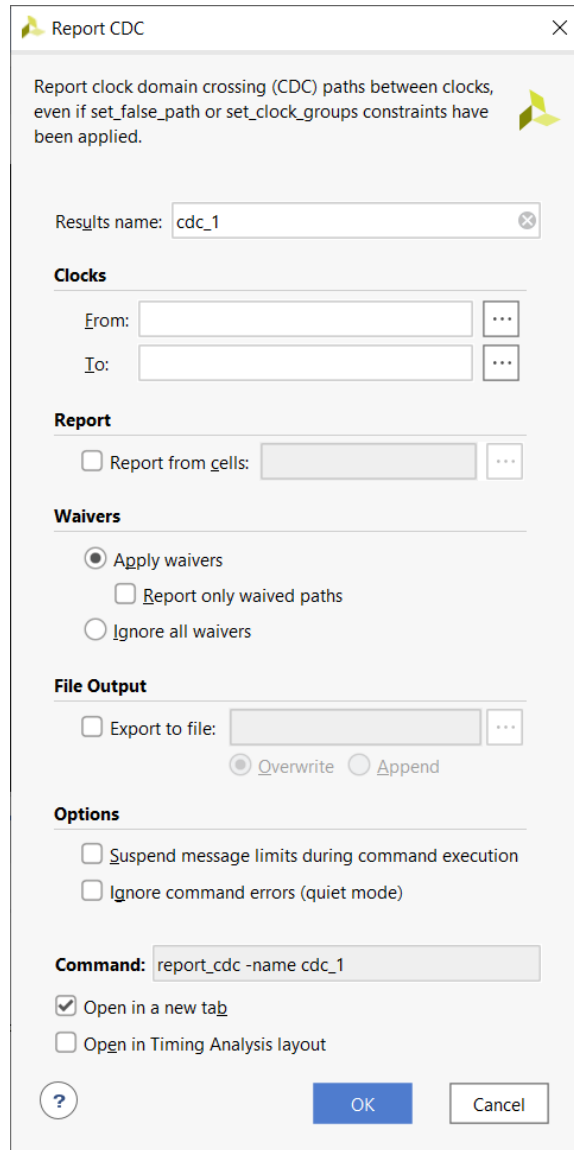 Report CDC
Report clock domain crossing (CDC) paths between clocks,
even if set_false_path or set_clock_groups constraints have
been applied.
Results name: cdc_1
Clocks
From: ...
To: ...
Report
Report from cells: ...
Waivers
Apply waivers
Report only waived paths
Ignore all waivers
File Output
Export to file: ...
Overwrite Append
Options
Suspend message limits during command execution
Ignore command errors (quiet mode)
Command: report_cdc -name cdc_1
Open in a new tab
Open in Timing Analysis layout
? OK Cancel